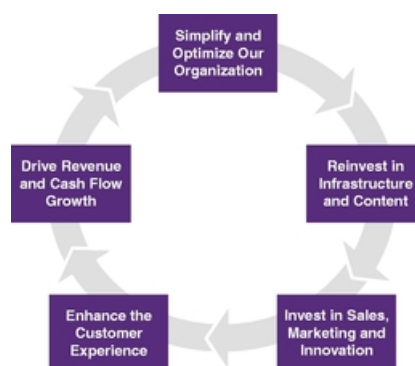 Simplify and
Optimize Our
Organization
Reinvest in
Infrastructure
and Content
Invest in Sales,
Marketing and
Innovation
Enhance the
Customer
Experience
Drive Revenue
and Cash Flow
Growth